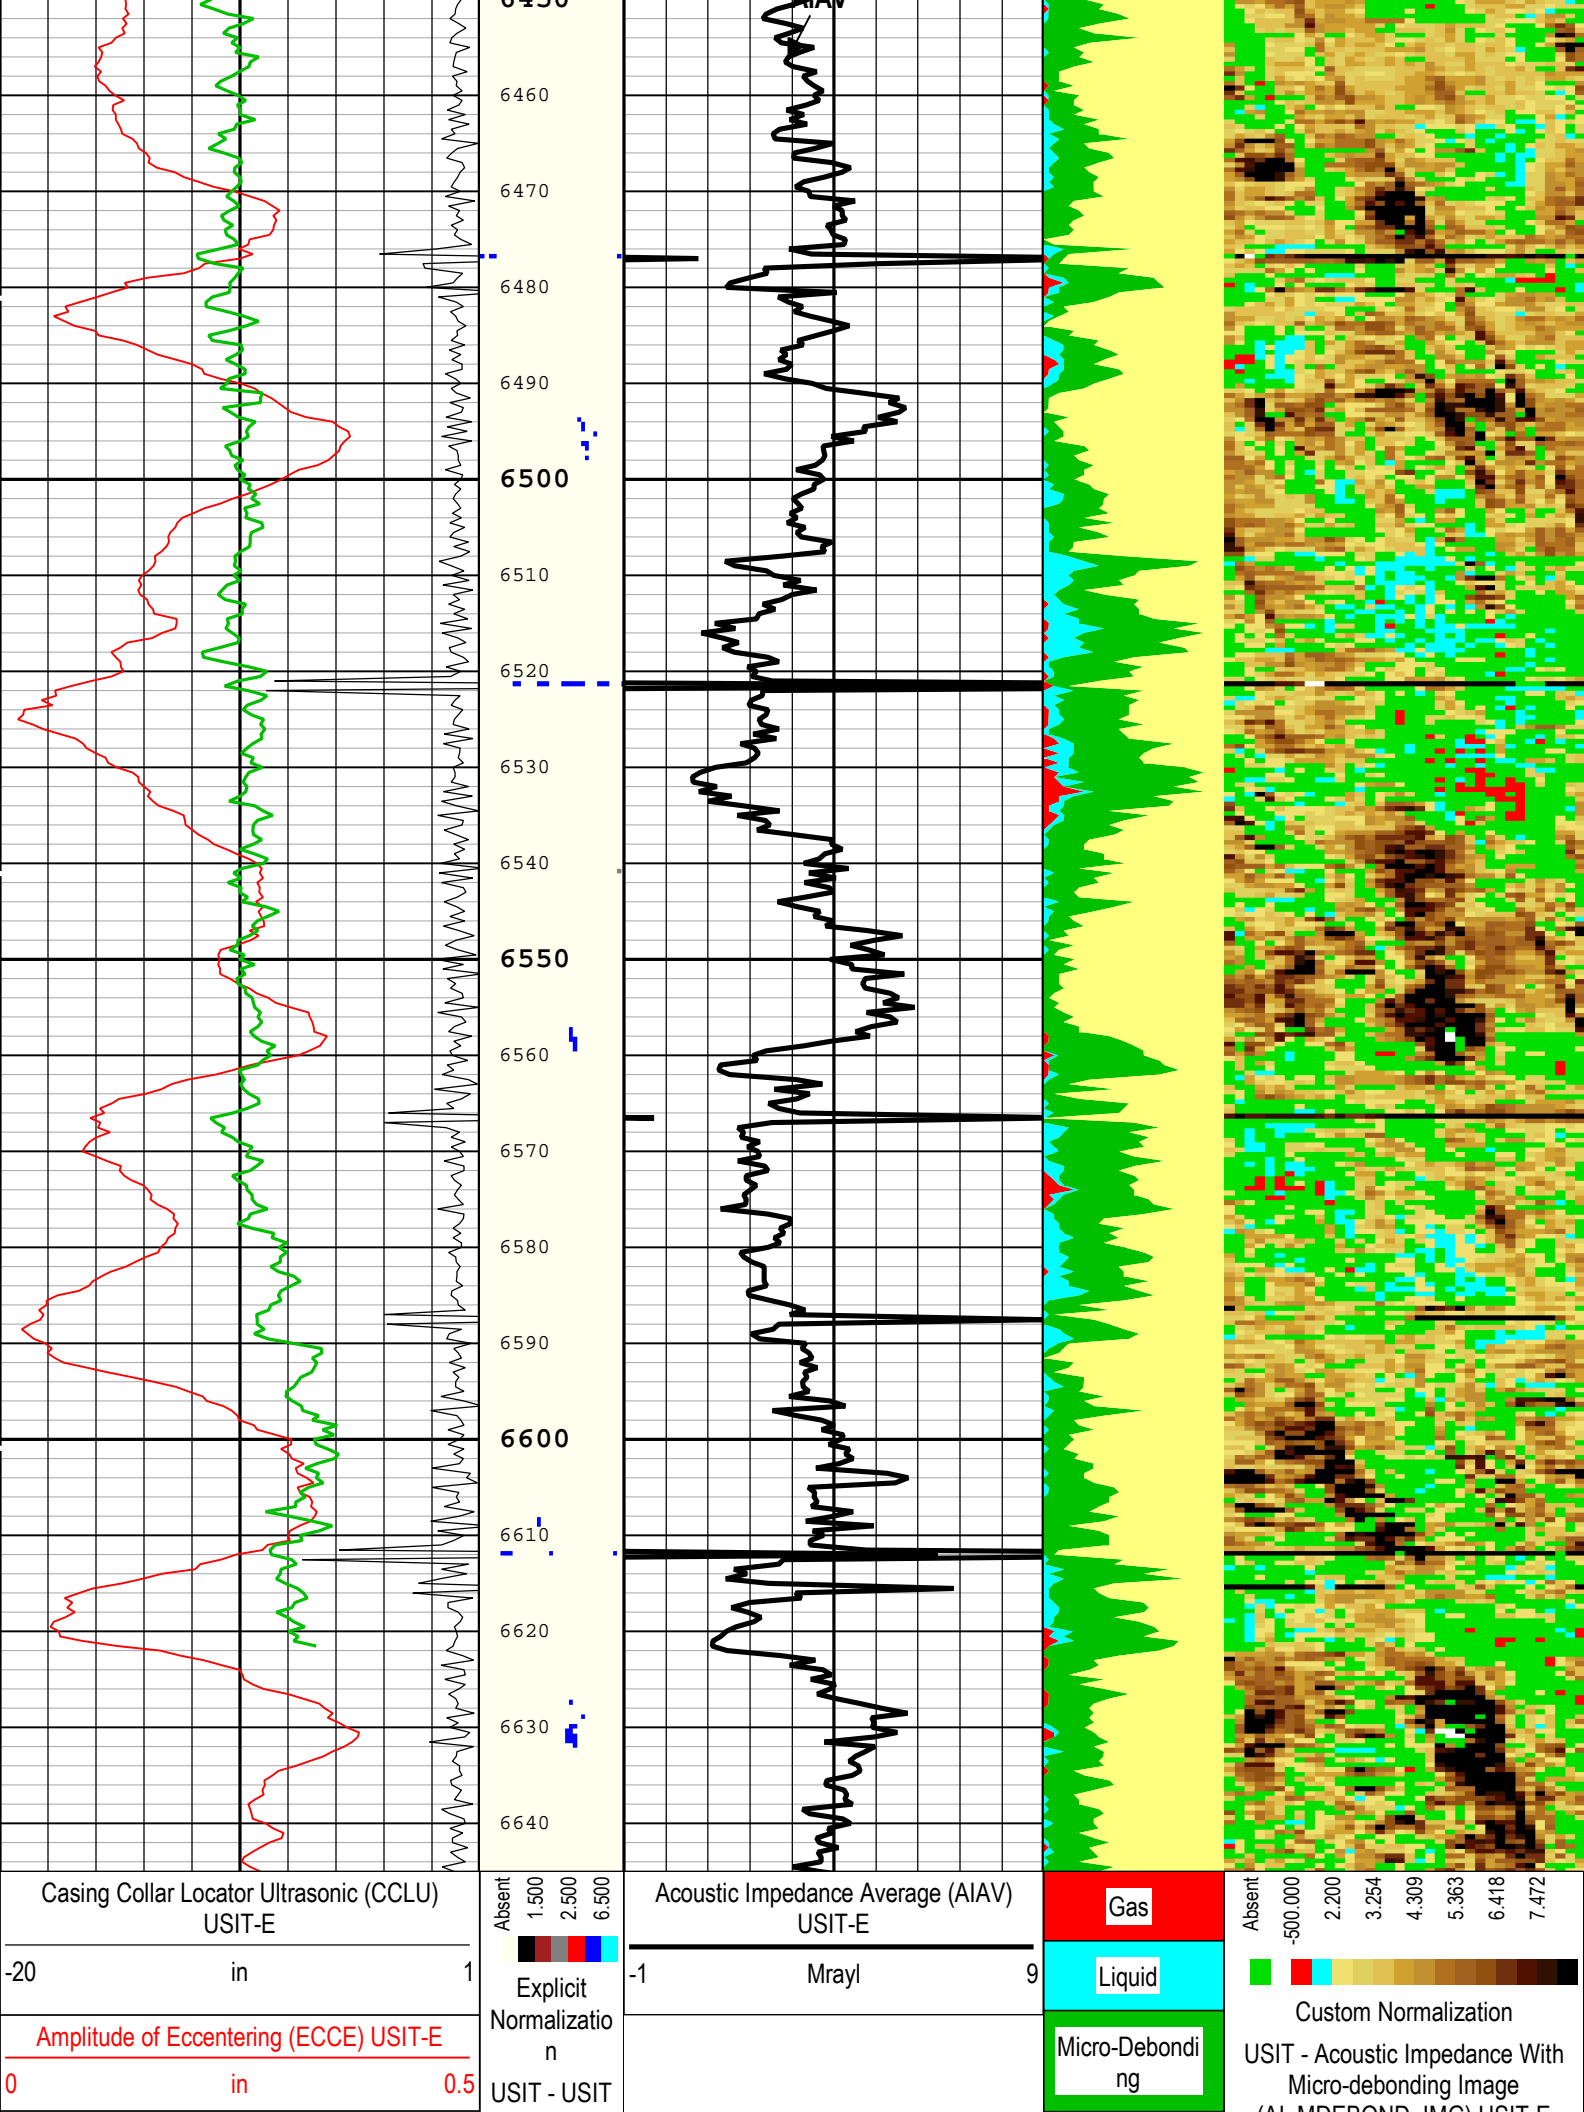 6450
AIAV
6460
6470
6480
6490
6500
6510
6520
6530
6540
6550
6560
6570
6580
6590
6600
6610
6620
6630
6640
Casing Collar Locator Ultrasonic (CCLU)
USIT-E
-20 in 1
Amplitude of Eccentering (ECCE) USIT-E
0 in 0.5
Absent
1.500
2.500
6.500
Explicit
Normalizatio
n
USIT - USIT
Acoustic Impedance Average (AIAV)
USIT-E
-1 Mrayl 9
Gas
Liquid
Micro-Debondi
ng
Absent
-500.000
2.200
3.254
4.309
5.363
6.418
7.472
Custom Normalization
USIT - Acoustic Impedance With
Micro-debonding Image
(AI_MDEBOND_IMG) USIT-E